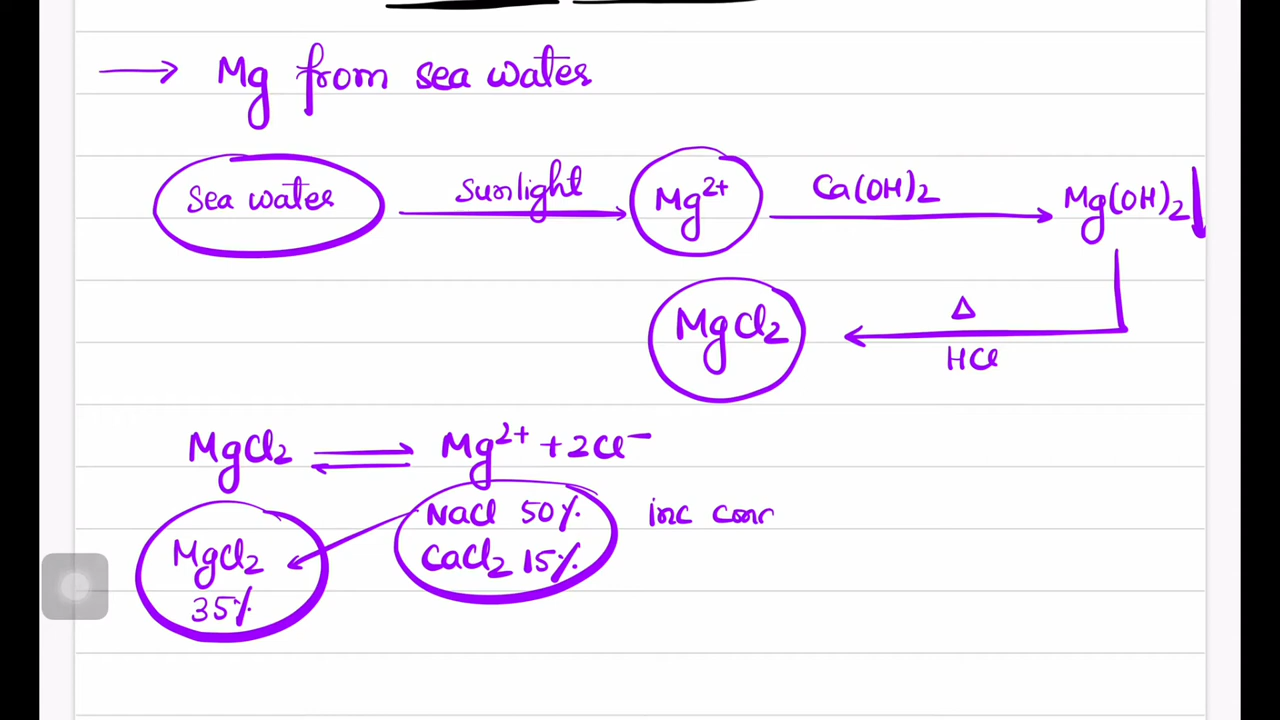 → Mg from sea water
Sea water Sunlight Mg²⁺ Ca(OH)₂ Mg(OH)₂↓
MgCl₂ Δ HCl
MgCl₂ ⇌ Mg²⁺ + 2Cl⁻
NaCl 50% inc conc
MgCl₂ CaCl₂ 15%
35%